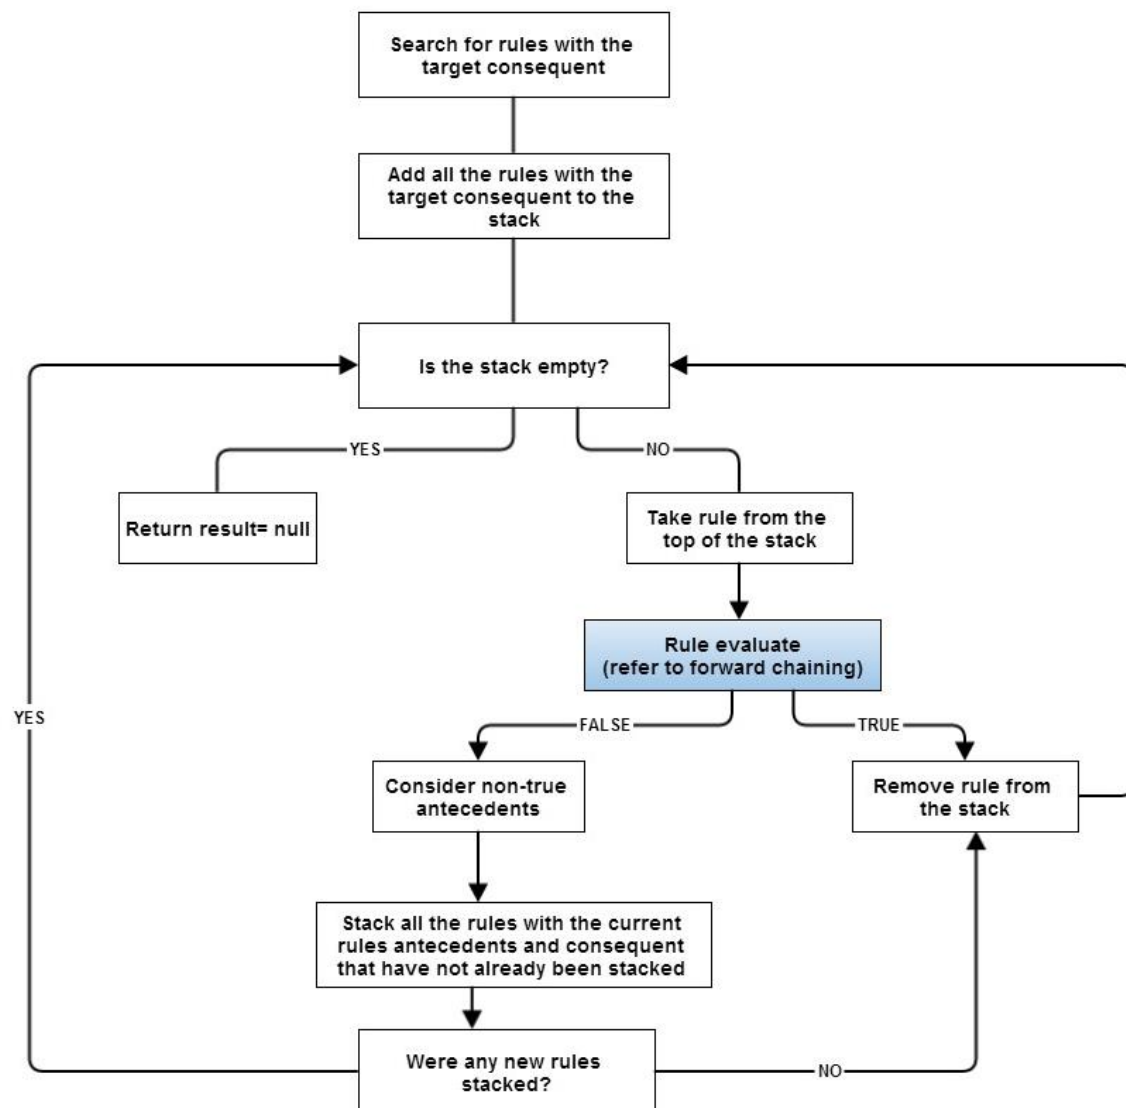 Search for rules with the
target consequent
Add all the rules with the
target consequent to the
stack
Is the stack empty?
YES
NO
Return result= null
Take rule from the
top of the stack
Rule evaluate
(refer to forward chaining)
YES
FALSE
TRUE
Consider non-true
antecedents
Remove rule from
the stack
Stack all the rules with the current
rules antecedents and consequent
that have not already been stacked
Were any new rules
stacked?
NO